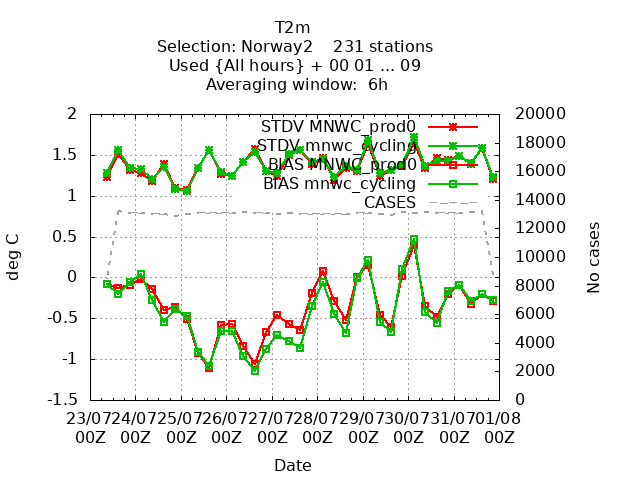 T2m
Selection: Norway2    231 stations
Used {All hours} + 00 01 ... 09
Averaging window:  6h
2
1.5
1
0.5
0
-0.5
-1
-1.5
deg C
20000
18000
16000
14000
12000
10000
8000
6000
4000
2000
0
No cases
STDV MNWC_prod0
STDV mnwc_cycling
BIAS MNWC_prod0
BIAS mnwc_cycling
CASES
23/07 24/07 25/07 26/07 27/07 28/07 29/07 30/07 31/07 01/08
00Z 00Z 00Z 00Z 00Z 00Z 00Z 00Z 00Z 00Z
Date